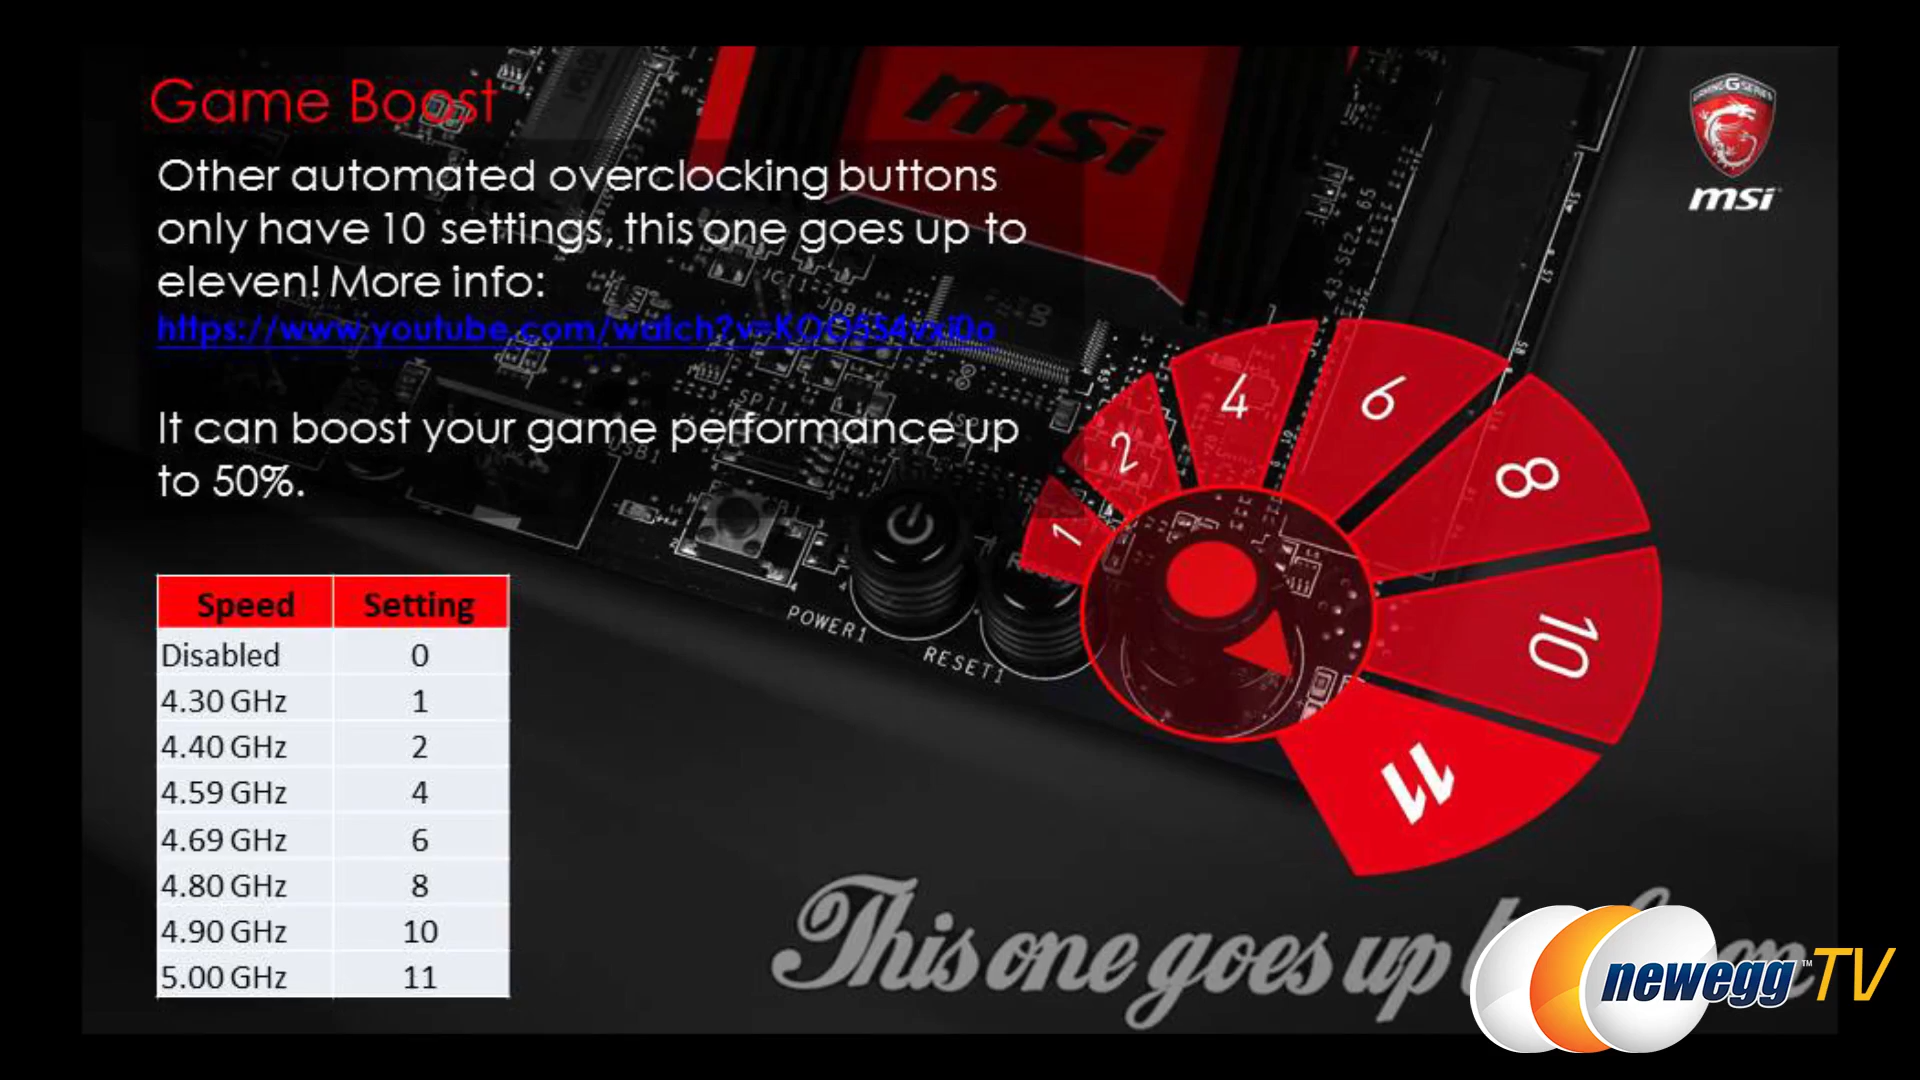 Game Boost
msi
msi
Other automated overclocking buttons
only have 10 settings, this one goes up to
eleven! More info:
It can boost your game performance up
to 50%.
Speed Setting
Disabled 0
4.30 GHz 1
4.40 GHz 2
4.59 GHz 4
4.69 GHz 6
4.80 GHz 8
4.90 GHz 10
5.00 GHz 11
1
2
4
6
8
10
11
POWER1
RESET1
This one goes up
newegg TV